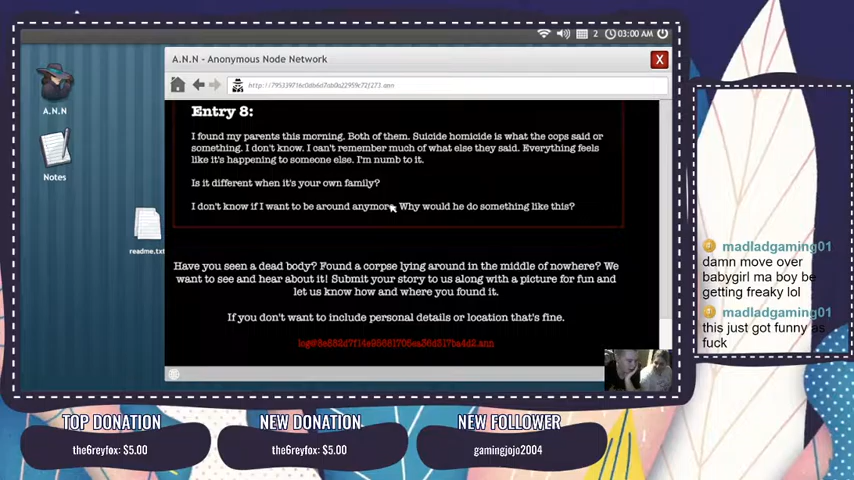 2 03:00 AM
A.N.N - Anonymous Node Network
X
A.N.N
Notes
readme.txt
Entry 8:
I found my parents this morning. Both of them. Suicide homicide is what the cops said or
something. I don't know. I can't remember much of what else they said. Everything feels
like it's happening to someone else. I'm numb to it.
Is it different when it's your own family?
I don't know if I want to be around anymore. Why would he do something like this?
Have you seen a dead body? Found a corpse lying around in the middle of nowhere? We
want to see and hear about it! Submit your story to us along with a picture for fun and
let us know how and where you found it.
If you don't want to include personal details or location that's fine.
madladgaming01
damn move over
babygirl ma boy be
getting freaky lol
madladgaming01
this just got funny as
fuck
TOP DONATION
the6reyfox: $5.00
NEW DONATION
the6reyfox: $5.00
NEW FOLLOWER
gamingjojo2004